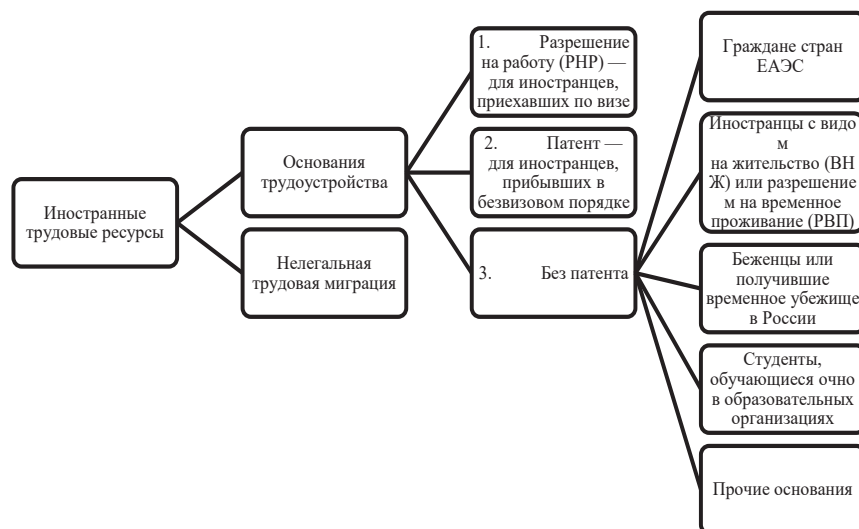 Иностранные
трудовые ресурсы
Основания
трудоустройства
Нелегальная
трудовая миграция
1. Разрешение
на работу (РНР) —
для иностранцев,
приехавших по визе
2. Патент —
для иностранцев,
прибывших в
безвизовом порядке
3. Без патента
Граждане стран
ЕАЭС
Иностранцы с видо
м
на жительство (ВН
Ж) или разрешение
м на временное
проживание (РВП)
Беженцы или
получившие
временное убежище
в России
Студенты,
обучающиеся очно
в образовательных
организациях
Прочие основания